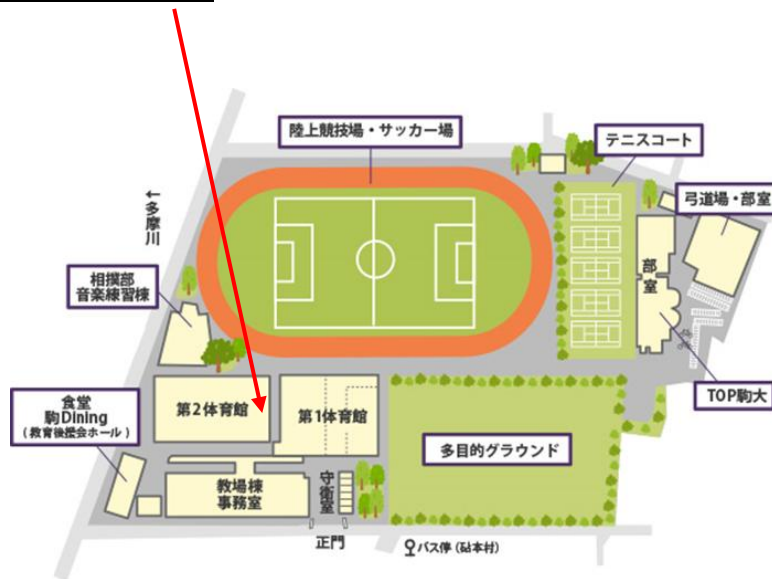 陸上競技場・サッカー場
テニスコート
弓道場・部室
←多摩川
部室
相撲部
音楽練習棟
TOP駒大
食堂
駒Dining
(教育後援会ホール)
第2体育館
第1体育館
多目的グラウンド
教場棟
事務室
守衛室
正門
バス停(砧本村)